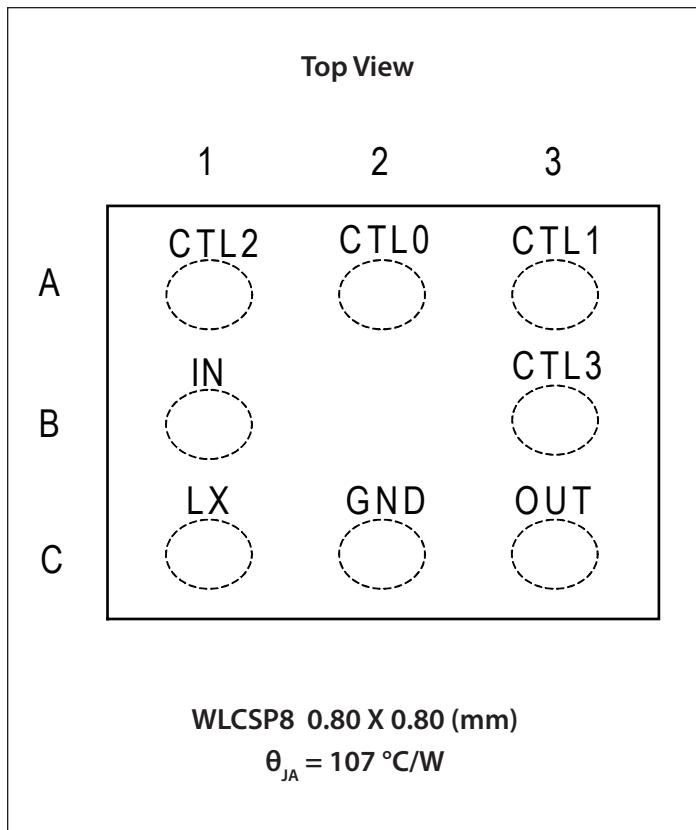 Top View
1 2 3
CTL2 CTL0 CTL1
A
IN CTL3
B
LX GND OUT
C
WLCSP8 0.80 X 0.80 (mm)
θJA = 107 °C/W